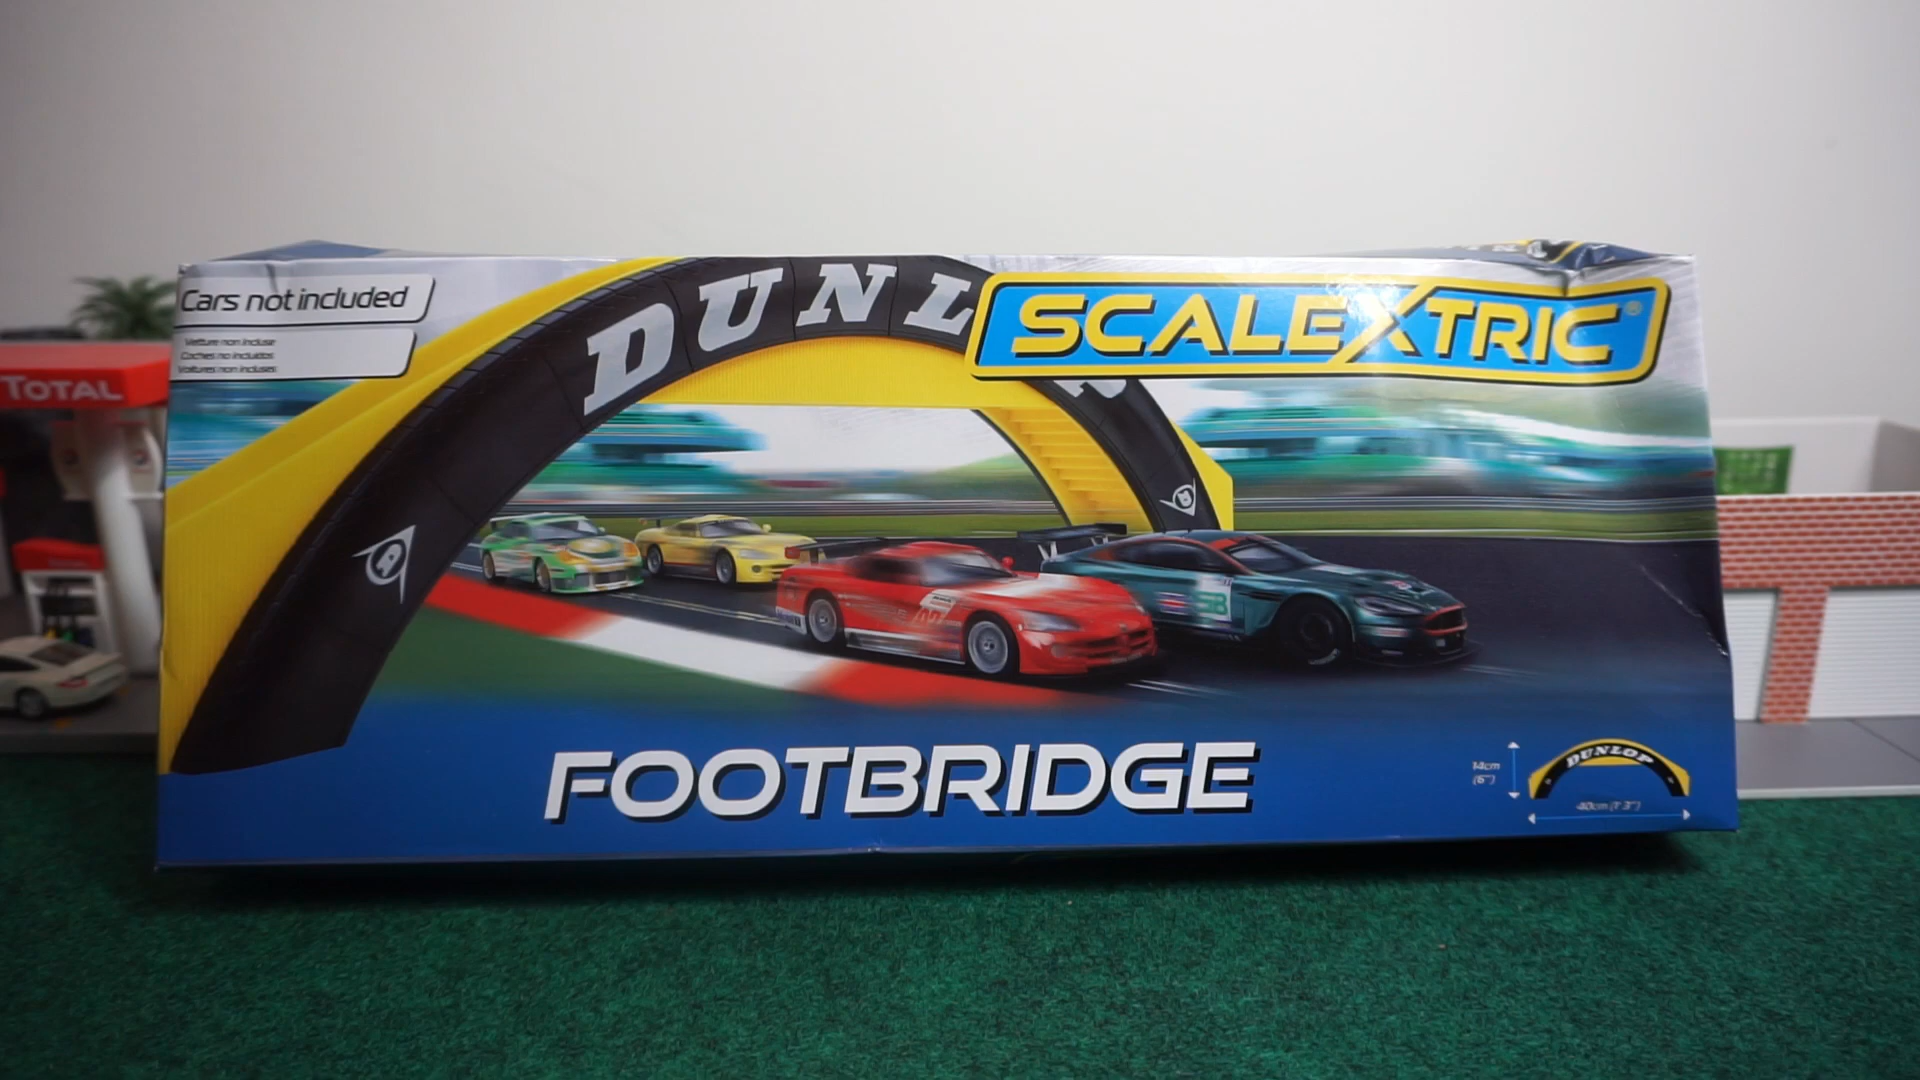 Cars not included
Vetture non incluse
Coches no incluidos
Voitures non incluses
DUNL
SCALEXTRIC®
TOTAL
FOOTBRIDGE
14cm
(6")
DUNLOP
40cm (1' 3")